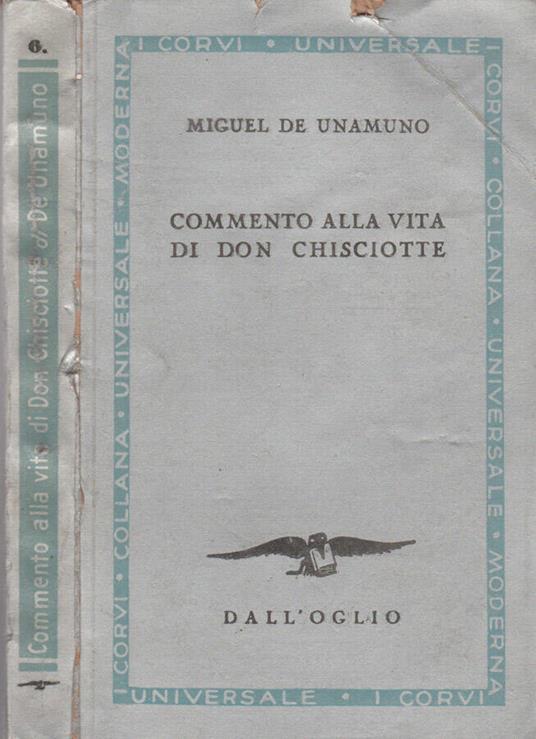 6.
Commento alla vita di Don Chisciotte di De Unamuno
I CORVI • UNIVERSALE
I CORVI • COLLANA • UNIVERSALE • MODERNA
I CORVI • COLLANA • UNIVERSALE • MODERNA
UNIVERSALE • I CORVI
MIGUEL DE UNAMUNO
COMMENTO ALLA VITA
DI DON CHISCIOTTE
DALL'OGLIO